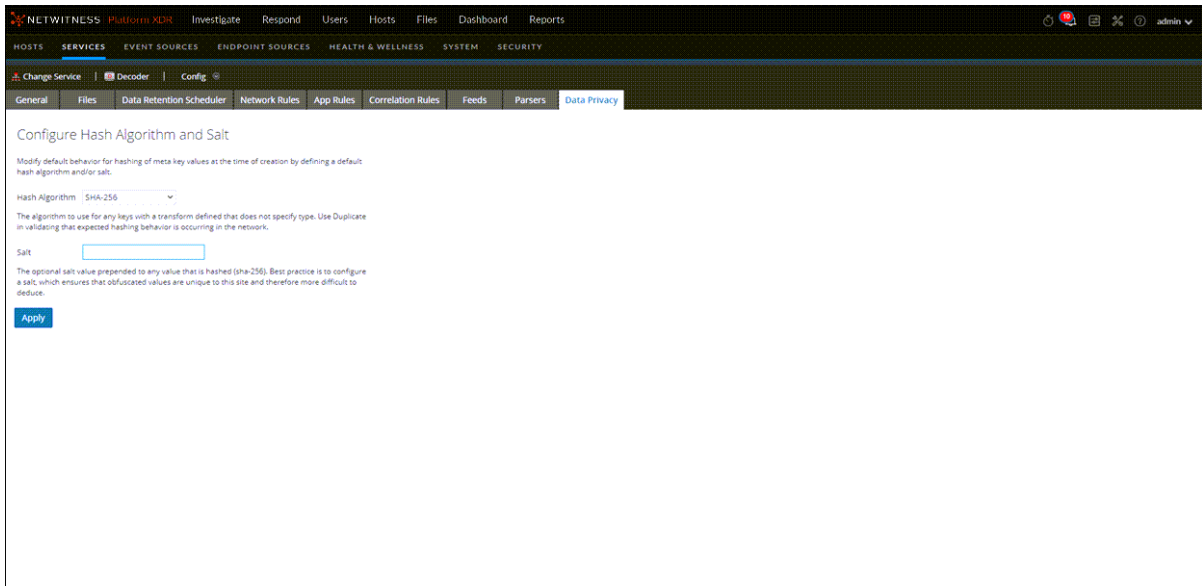 NETWITNESS Platform XDR Investigate Respond Users Hosts Files Dashboard Reports 10 admin
HOSTS SERVICES EVENT SOURCES ENDPOINT SOURCES HEALTH & WELLNESS SYSTEM SECURITY
Change Service | Decoder | Config
General Files Data Retention Scheduler Network Rules App Rules Correlation Rules Feeds Parsers Data Privacy
Configure Hash Algorithm and Salt
Modify default behavior for hashing of meta key values at the time of creation by defining a default
hash algorithm and/or salt.
Hash Algorithm SHA-256
The algorithm to use for any keys with a transform defined that does not specify type. Use Duplicate
in validating that expected hashing behavior is occurring in the network.
Salt
The optional salt value prepended to any value that is hashed (sha-256). Best practice is to configure
a salt, which ensures that obfuscated values are unique to this site and therefore more difficult to
deduce.
Apply